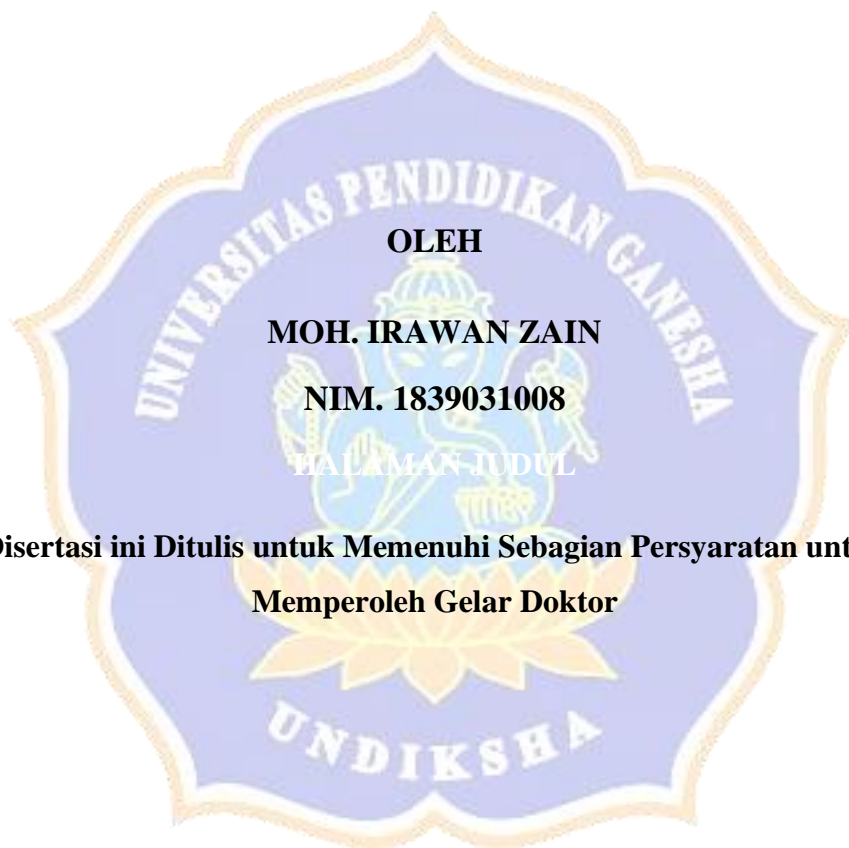 UNIVERSITAS PENDIDIKAN GANESHA
OLEH
MOH. IRAWAN ZAIN
NIM. 1839031008
HALAMAN JUDUL
Disertasi ini Ditulis untuk Memenuhi Sebagian Persyaratan unt
Memperoleh Gelar Doktor
UNDIKSHA